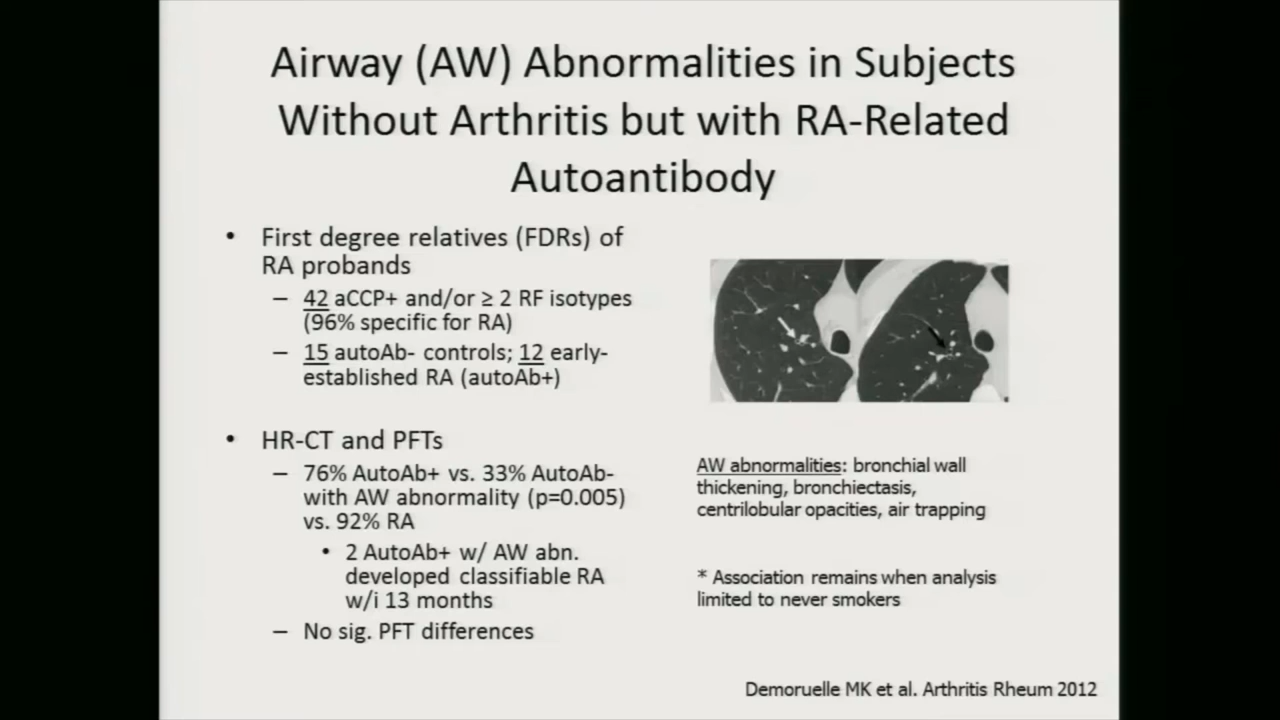 Airway (AW) Abnormalities in Subjects
Without Arthritis but with RA-Related
Autoantibody
• First degree relatives (FDRs) of
RA probands
– 42 aCCP+ and/or ≥ 2 RF isotypes
(96% specific for RA)
– 15 autoAb- controls; 12 early-
established RA (autoAb+)
• HR-CT and PFTs
– 76% AutoAb+ vs. 33% AutoAb-
with AW abnormality (p=0.005)
vs. 92% RA
• 2 AutoAb+ w/ AW abn.
developed classifiable RA
w/i 13 months
– No sig. PFT differences
AW abnormalities: bronchial wall
thickening, bronchiectasis,
centrilobular opacities, air trapping
* Association remains when analysis
limited to never smokers
Demoruelle MK et al. Arthritis Rheum 2012